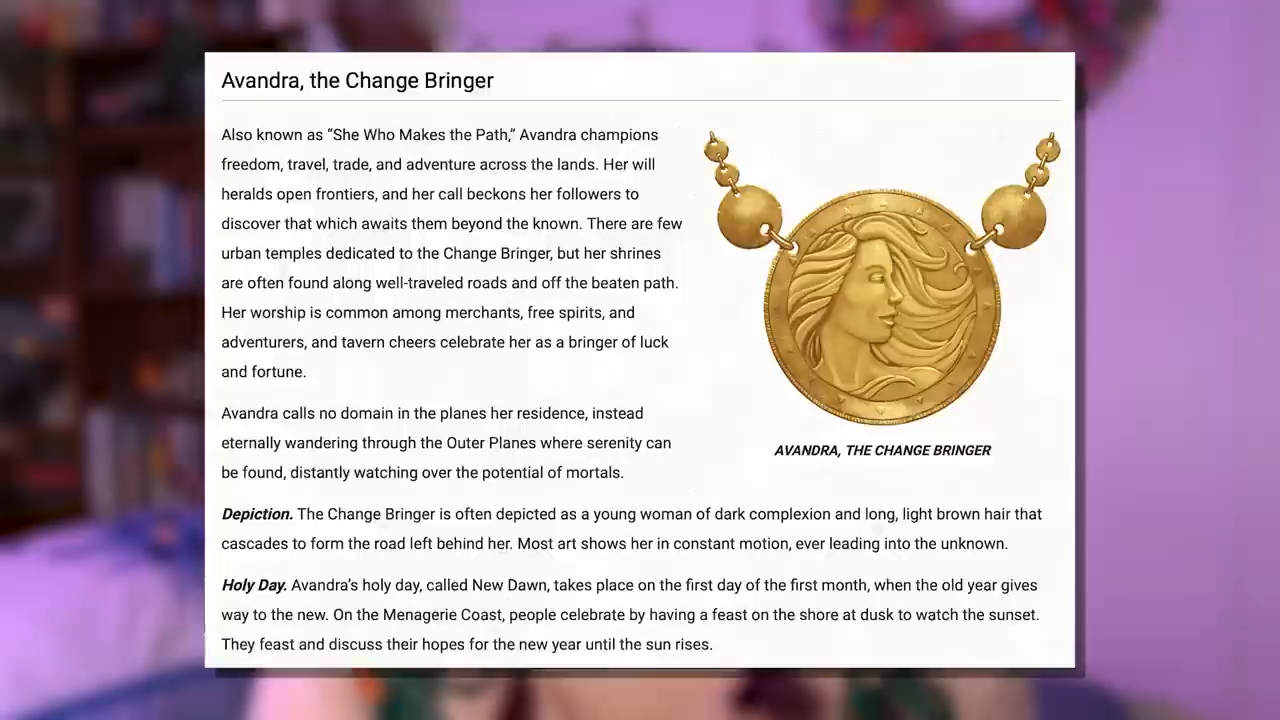 Avandra, the Change Bringer
Also known as “She Who Makes the Path,” Avandra champions
freedom, travel, trade, and adventure across the lands. Her will
heralds open frontiers, and her call beckons her followers to
discover that which awaits them beyond the known. There are few
urban temples dedicated to the Change Bringer, but her shrines
are often found along well-traveled roads and off the beaten path.
Her worship is common among merchants, free spirits, and
adventurers, and tavern cheers celebrate her as a bringer of luck
and fortune.
Avandra calls no domain in the planes her residence, instead
eternally wandering through the Outer Planes where serenity can
be found, distantly watching over the potential of mortals.
AVANDRA, THE CHANGE BRINGER
Depiction. The Change Bringer is often depicted as a young woman of dark complexion and long, light brown hair that
cascades to form the road left behind her. Most art shows her in constant motion, ever leading into the unknown.
Holy Day. Avandra’s holy day, called New Dawn, takes place on the first day of the first month, when the old year gives
way to the new. On the Menagerie Coast, people celebrate by having a feast on the shore at dusk to watch the sunset.
They feast and discuss their hopes for the new year until the sun rises.